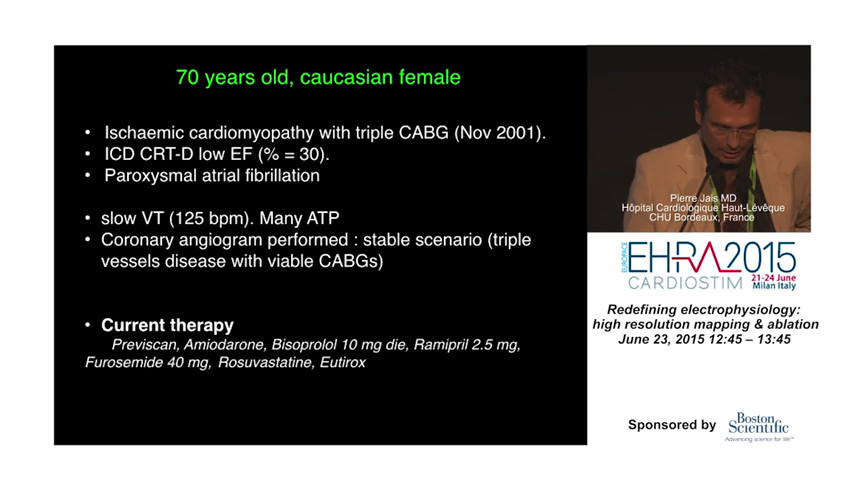 70 years old, caucasian female
• Ischaemic cardiomyopathy with triple CABG (Nov 2001).
• ICD CRT-D low EF (% = 30).
• Paroxysmal atrial fibrillation
• slow VT (125 bpm). Many ATP
• Coronary angiogram performed : stable scenario (triple
vessels disease with viable CABGs)
• Current therapy
Previscan, Amiodarone, Bisoprolol 10 mg die, Ramipril 2.5 mg,
Furosemide 40 mg, Rosuvastatine, Eutirox
Pierre Jaïs MD
Hôpital Cardiologique Haut-Lévêque
CHU Bordeaux, France
EUROPACE
EHRA2015
CARDIOSTIM
21-24 June
Milan Italy
Redefining electrophysiology:
high resolution mapping & ablation
June 23, 2015 12:45 – 13:45
Sponsored by
Boston
Scientific
Advancing science for life™